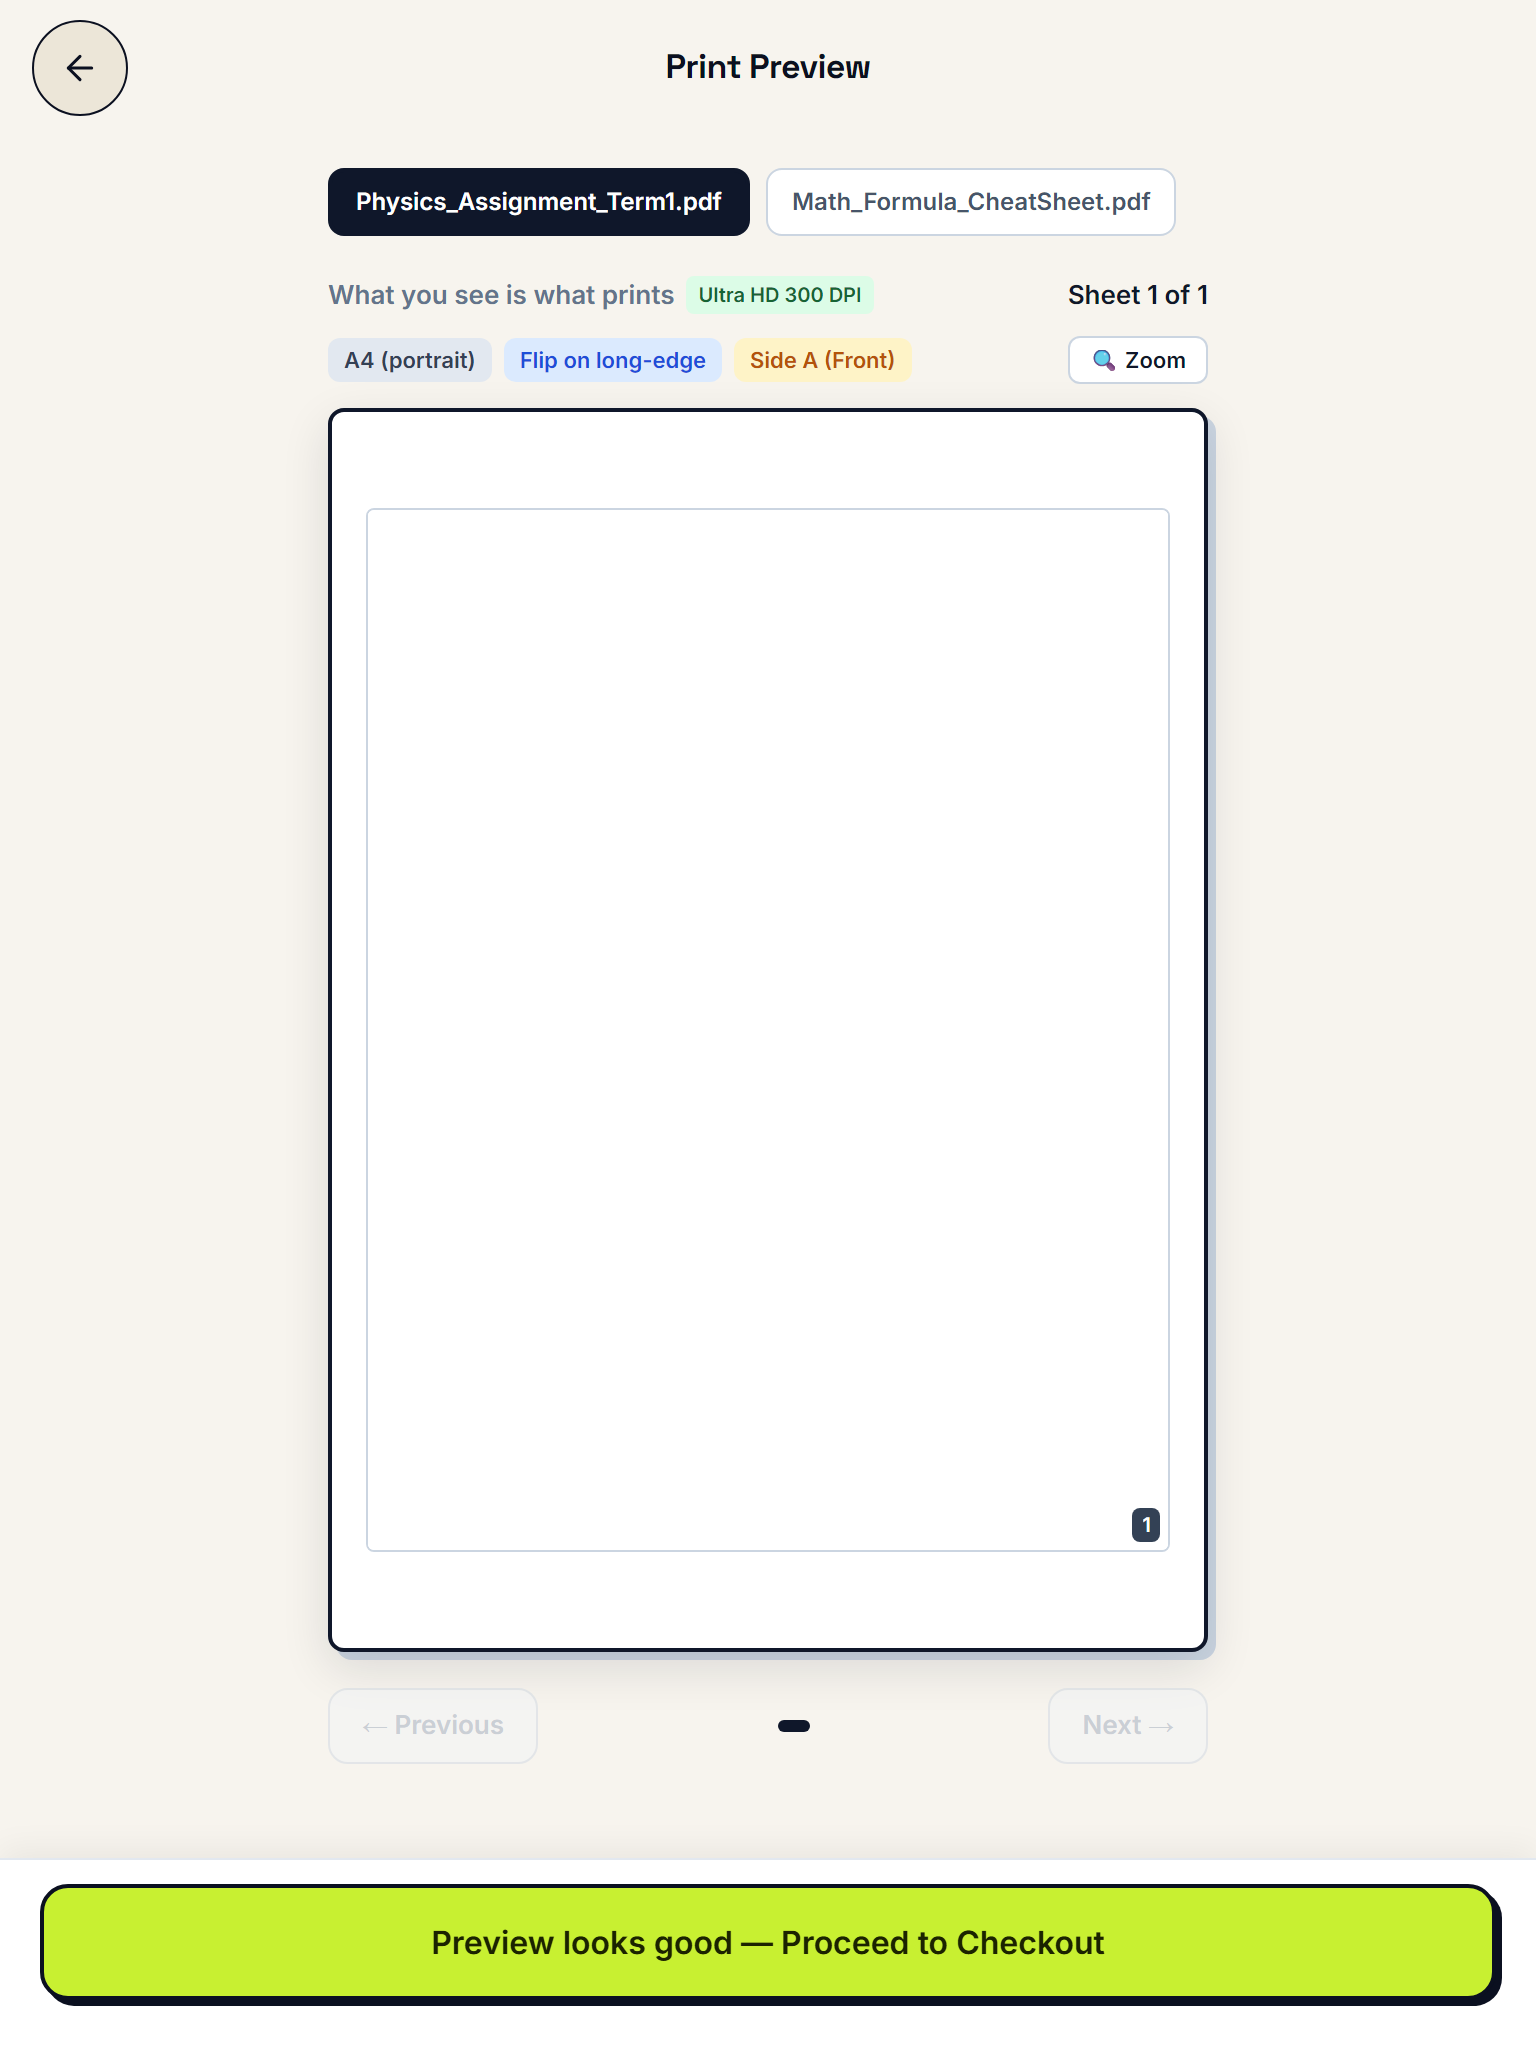 Print Preview
Physics_Assignment_Term1.pdf
Math_Formula_CheatSheet.pdf
What you see is what prints
Ultra HD 300 DPI
Sheet 1 of 1
A4 (portrait)
Flip on long-edge
Side A (Front)
🔍 Zoom
1
← Previous
Next →
Preview looks good — Proceed to Checkout